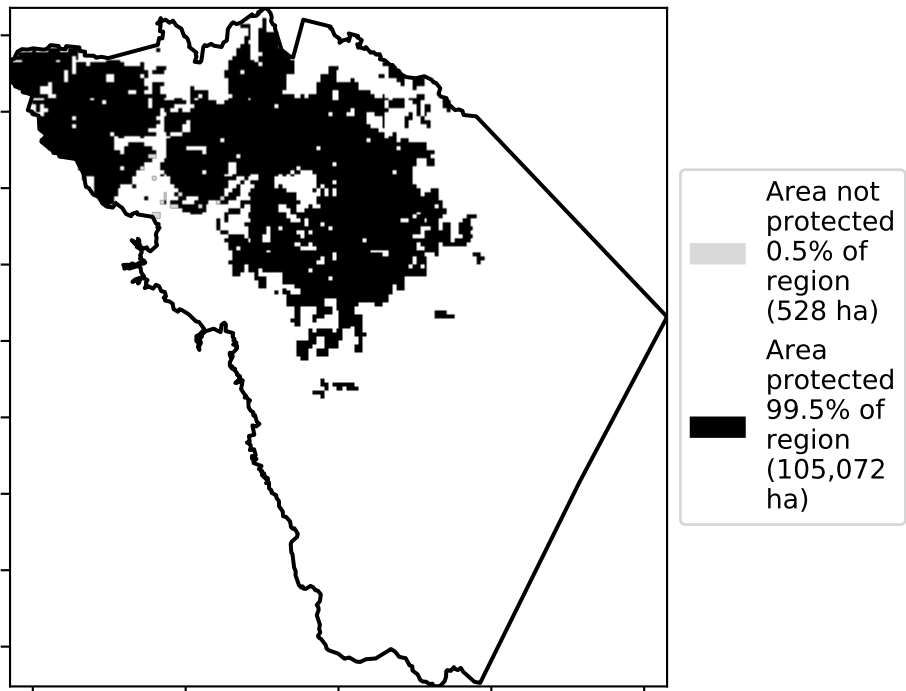 Area not
protected
0.5% of
region
(528 ha)
Area
protected
99.5% of
region
(105,072
ha)